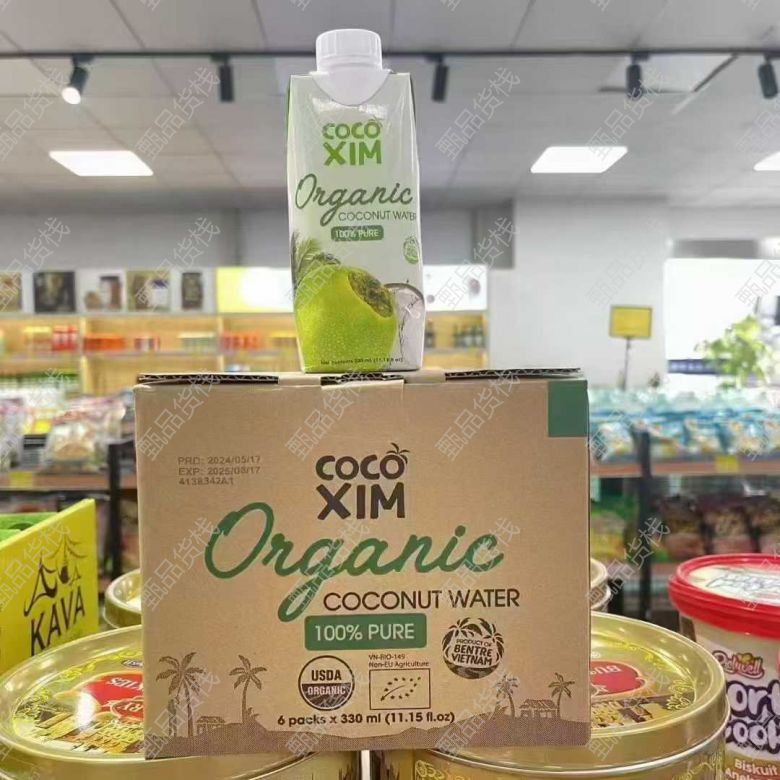 COCO
XIM
Organic
COCONUT WATER
100% PURE
PRO: 2024/05/17
EXP: 2025/08/17
4138342A1
COCO
XIM
Organic
COCONUT WATER
100% PURE
PRODUCT OF
BENTRE
VIETNAM
VN-BIO-149
Non-EU Agriculture
USDA
ORGANIC
6 packs x 330 ml (11.15 fl.oz)
KAVA
Biskuit
甄品货栈